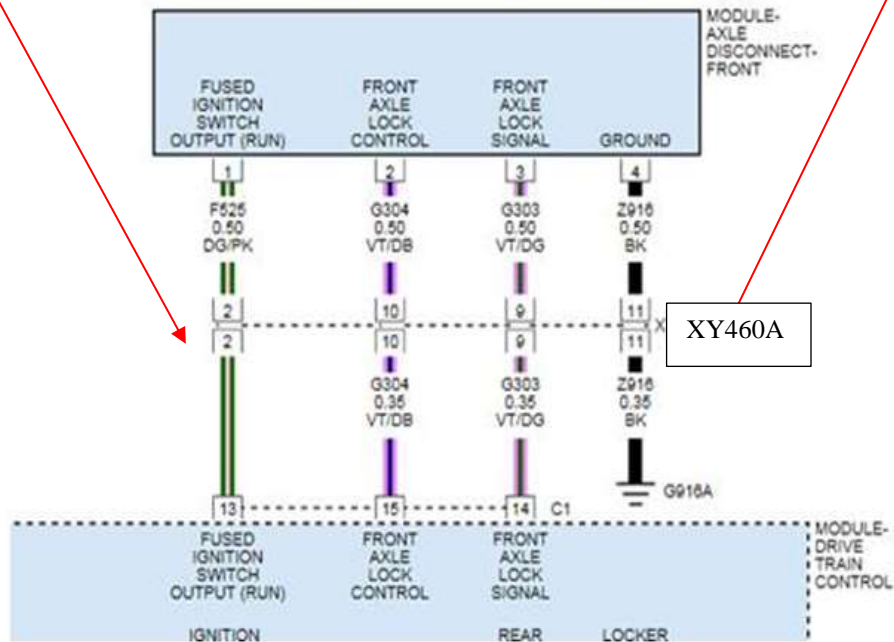 MODULE-
AXLE
DISCONNECT-
FRONT
FUSED
IGNITION
SWITCH
OUTPUT (RUN)
FRONT
AXLE
LOCK
CONTROL
FRONT
AXLE
LOCK
SIGNAL
GROUND
1 2 3 4
F525
0.50
DG/PK
G304
0.50
VT/DB
G303
0.50
VT/DG
Z916
0.50
BK
2 10 9 11
X
XY460A
2 10 9 11
G304
0.35
VT/DB
G303
0.35
VT/DG
Z916
0.35
BK
G916A
13 15 14 C1
FUSED
IGNITION
SWITCH
OUTPUT (RUN)
FRONT
AXLE
LOCK
CONTROL
FRONT
AXLE
LOCK
SIGNAL
MODULE-
DRIVE
TRAIN
CONTROL
IGNITION REAR LOCKER